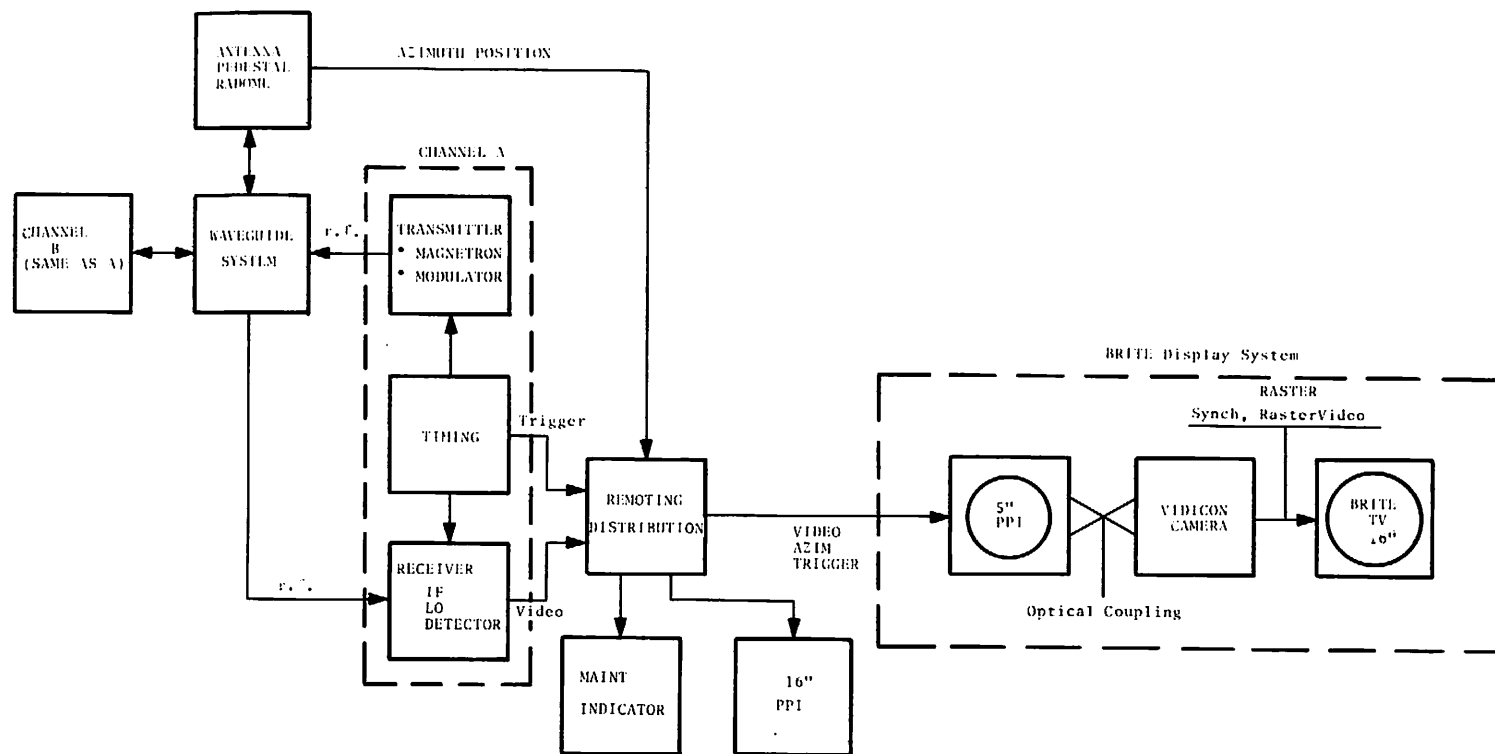 ANTENNA
PEDESTAL
RADOME
AZIMUTH POSITION
CHANNEL A
CHANNEL
B
(SAME AS A)
WAVEGUIDE
SYSTEM
r.f.
TRANSMITTER
• MAGNETRON
• MODULATOR
TIMING
Trigger
r.f.
RECEIVER
IF
LO
DETECTOR
Video
REMOTING
DISTRIBUTION
MAINT
INDICATOR
16"
PPI
VIDEO
AZIM
TRIGGER
BRITE Display System
RASTER
Synch, RasterVideo
5"
PPI
VIDICON
CAMERA
BRITE
TV
16"
Optical Coupling